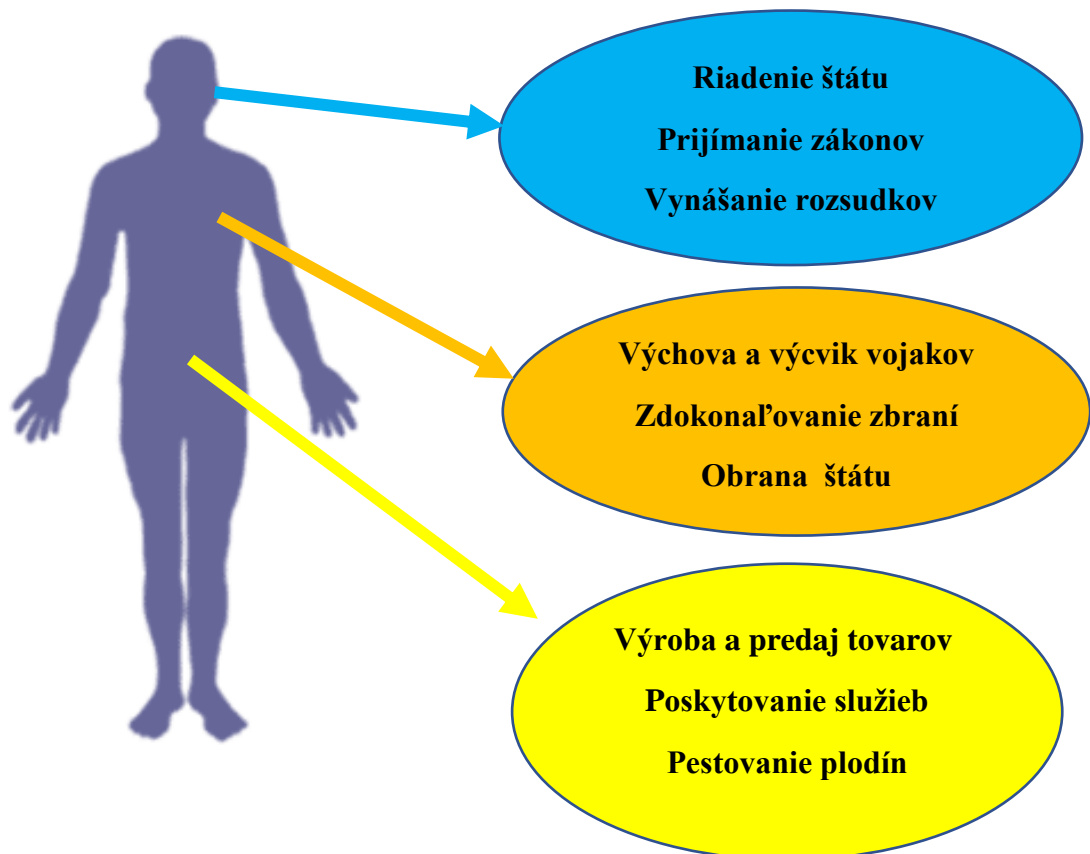 Riadenie štátu
Prijímanie zákonov
Vynášanie rozsudkov
Výchova a výcvik vojakov
Zdokonaľovanie zbraní
Obrana  štátu
Výroba a predaj tovarov
Poskytovanie služieb
Pestovanie plodín